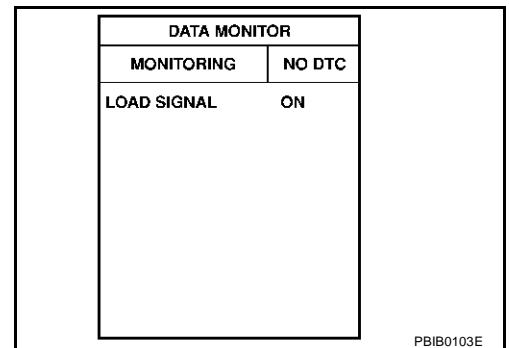 DATA MONITOR
MONITORING NO DTC
LOAD SIGNAL ON
PBIB0103E